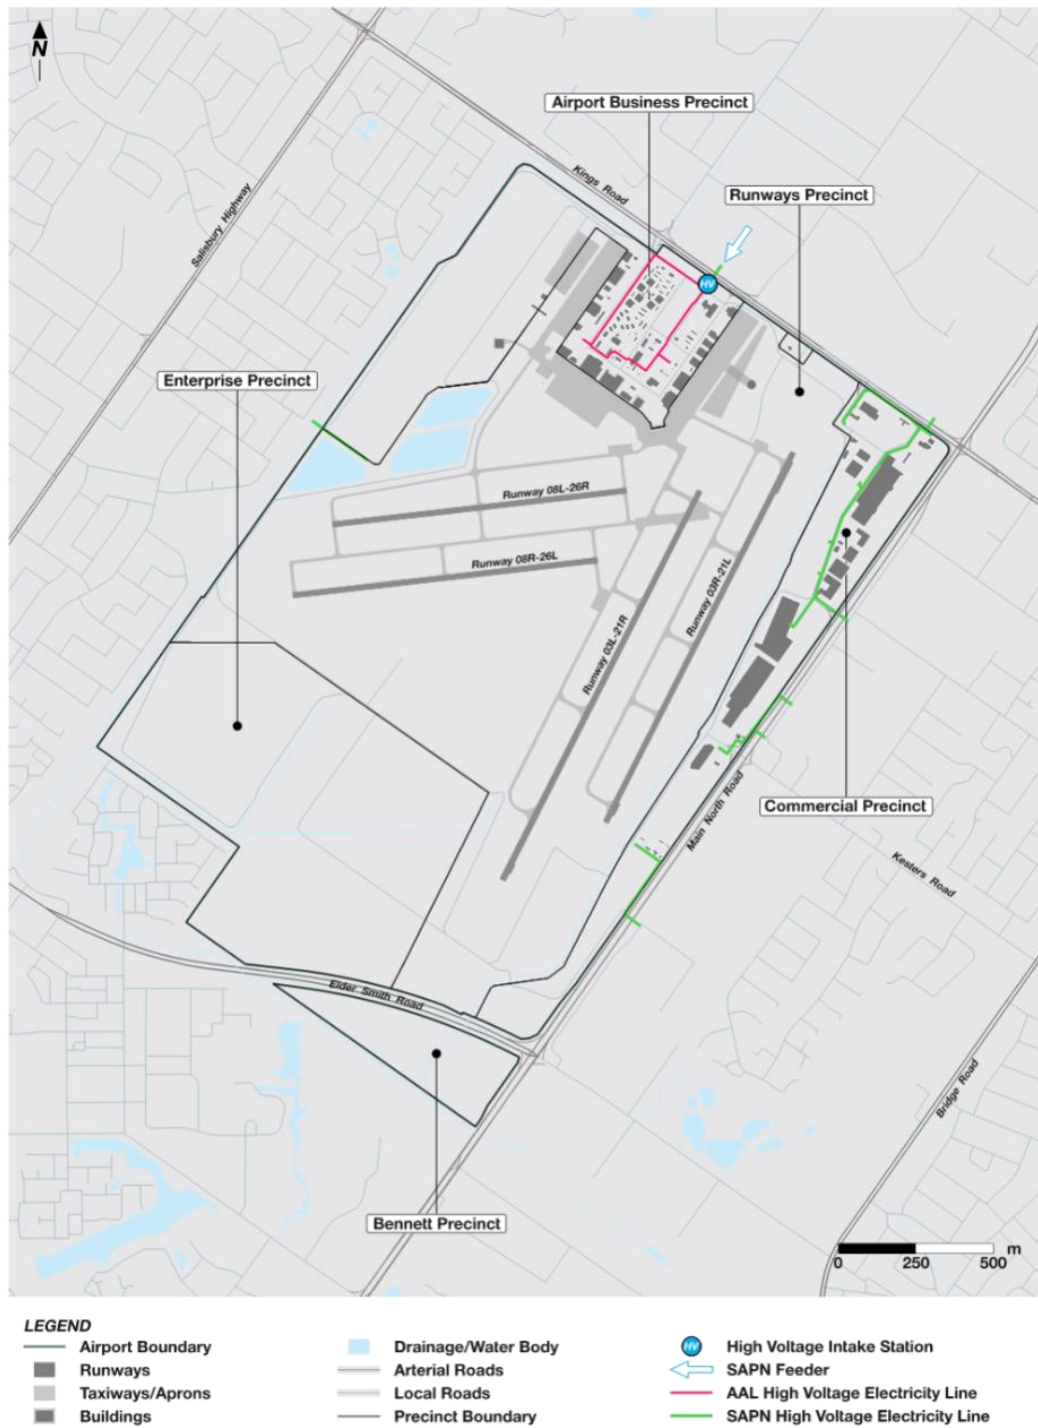 N
Airport Business Precinct
Kings Road
Runways Precinct
Salisbury Highway
HV
Enterprise Precinct
Runway 08L-26R
Runway 08R-26L
Runway 03R-21L
Runway 03L-21R
Commercial Precinct
Main North Road
Kesters Road
Elder Smith Road
Bridge Road
Bennett Precinct
m
0 250 500
LEGEND
Airport Boundary
Runways
Taxiways/Aprons
Buildings
Drainage/Water Body
Arterial Roads
Local Roads
Precinct Boundary
HV High Voltage Intake Station
SAPN Feeder
AAL High Voltage Electricity Line
SAPN High Voltage Electricity Line